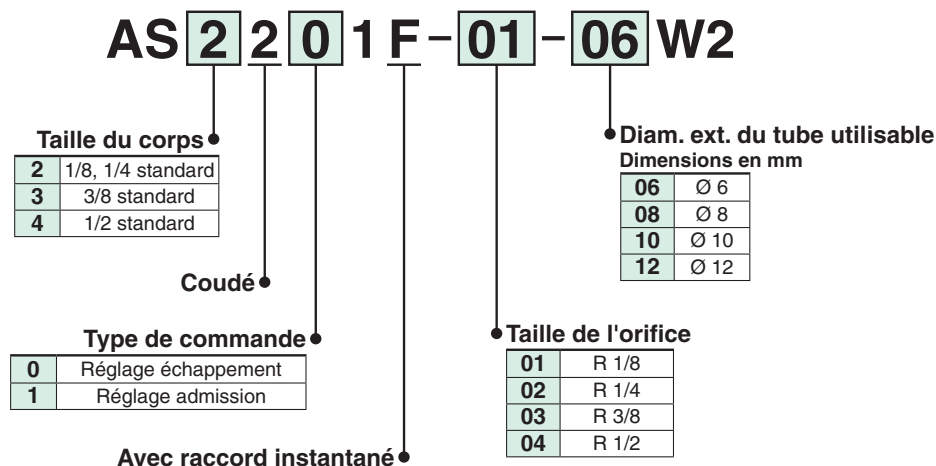 AS 2 2 0 1 F - 01 - 06 W2
Taille du corps
2 1/8, 1/4 standard
3 3/8 standard
4 1/2 standard
Coudé
Type de commande
0 Réglage échappement
1 Réglage admission
Avec raccord instantané
Diam. ext. du tube utilisable
Dimensions en mm
06 Ø 6
08 Ø 8
10 Ø 10
12 Ø 12
Taille de l'orifice
01 R 1/8
02 R 1/4
03 R 3/8
04 R 1/2